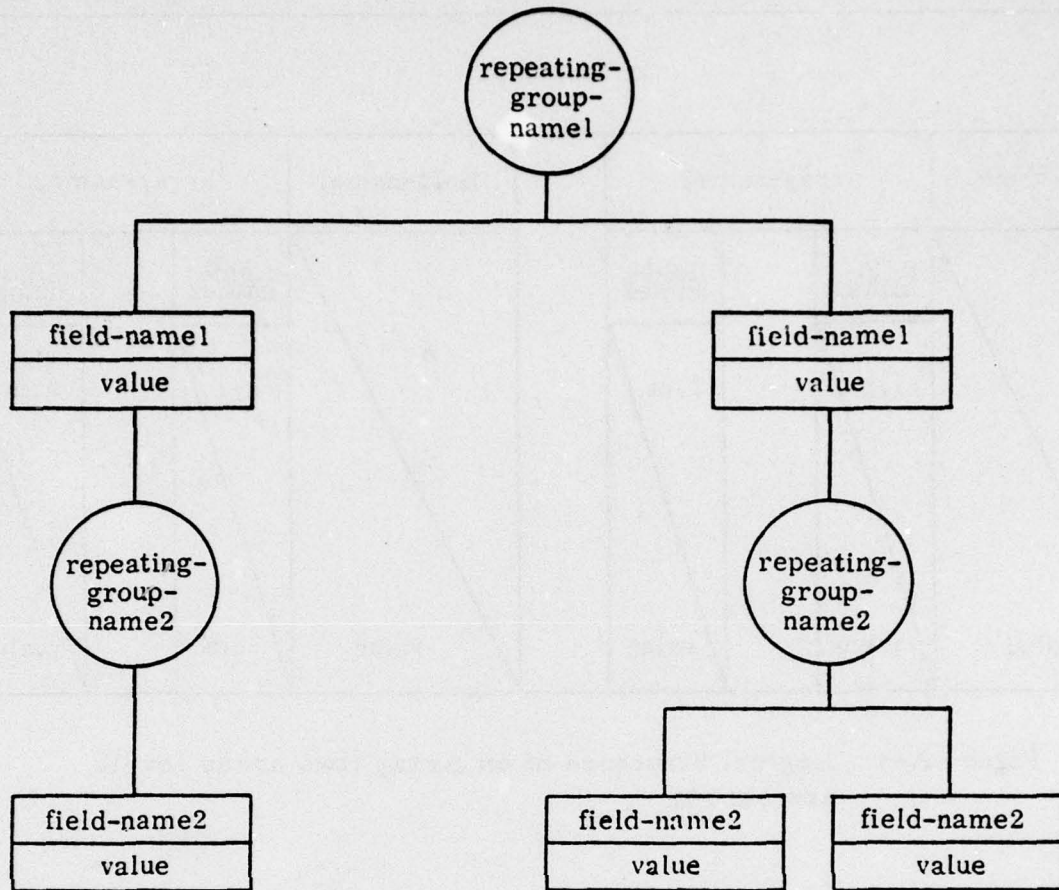 repeating-
group-
name1
field-name1
value
field-name1
value
repeating-
group-
name2
repeating-
group-
name2
field-name2
value
field-name2
value
field-name2
value